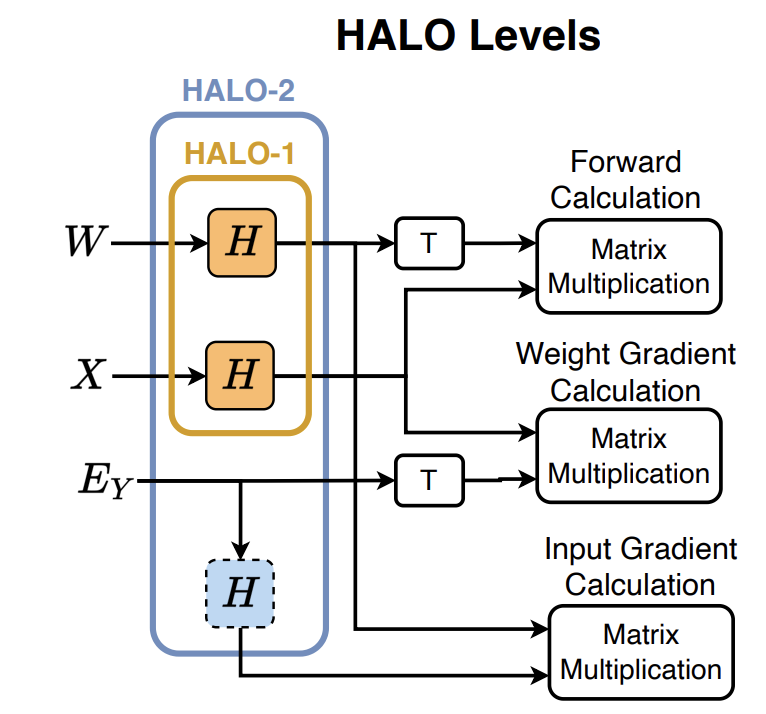 HALO Levels
HALO-2
HALO-1
Forward
Calculation
W
H
T
Matrix
Multiplication
X
H
Weight Gradient
Calculation
Matrix
Multiplication
E_Y
T
Input Gradient
Calculation
H
Matrix
Multiplication